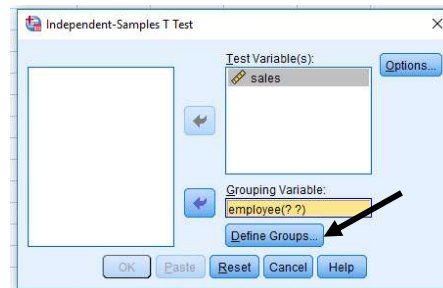 Independent-Samples T Test
Test Variable(s):
sales
Options...
Grouping Variable:
employee(? ?)
Define Groups...
OK Paste Reset Cancel Help